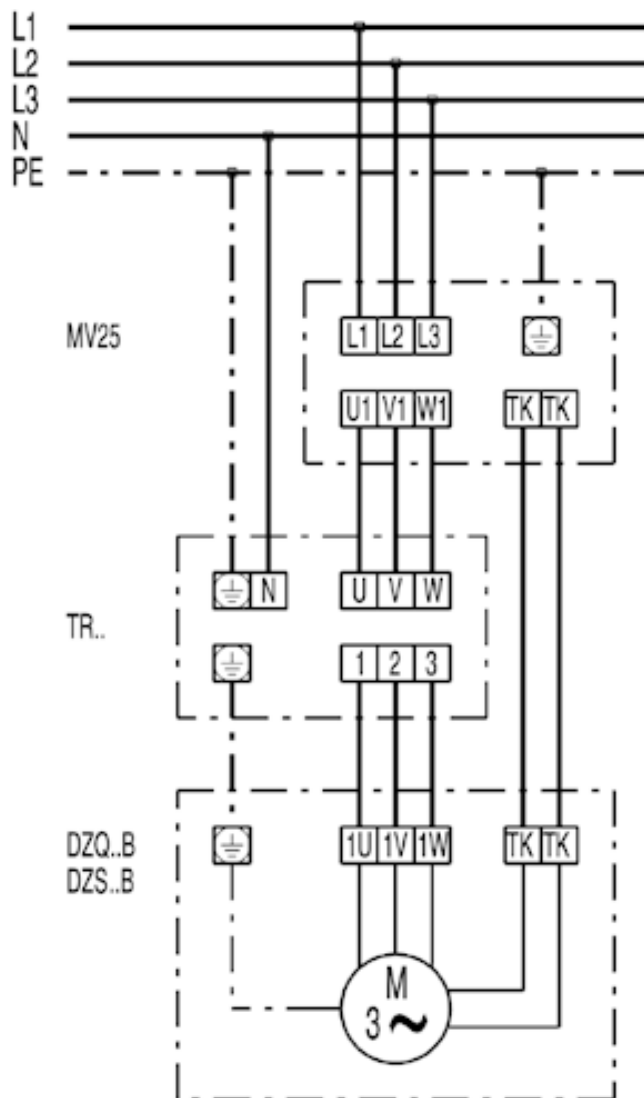 L1
L2
L3
N
PE
MV25
L1 L2 L3
U1 V1 W1 TK TK
N U V W
TR..
1 2 3
DZQ..B 1U 1V 1W TK TK
DZS..B
M
3 ~